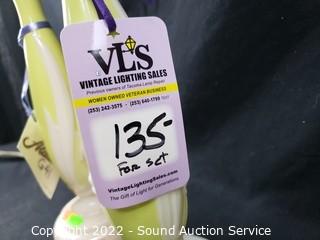 VLS
VINTAGE LIGHTING SALES
Previous owners of Tacoma Lamp Repair
WOMEN OWNED VETERAN BUSINESS
(253) 242-3575 • (253) 640-1799
135-
FOR SET
VintageLightingSales.com
The Gift of Light for Generations
Copyright 2022 - Sound Auction Service